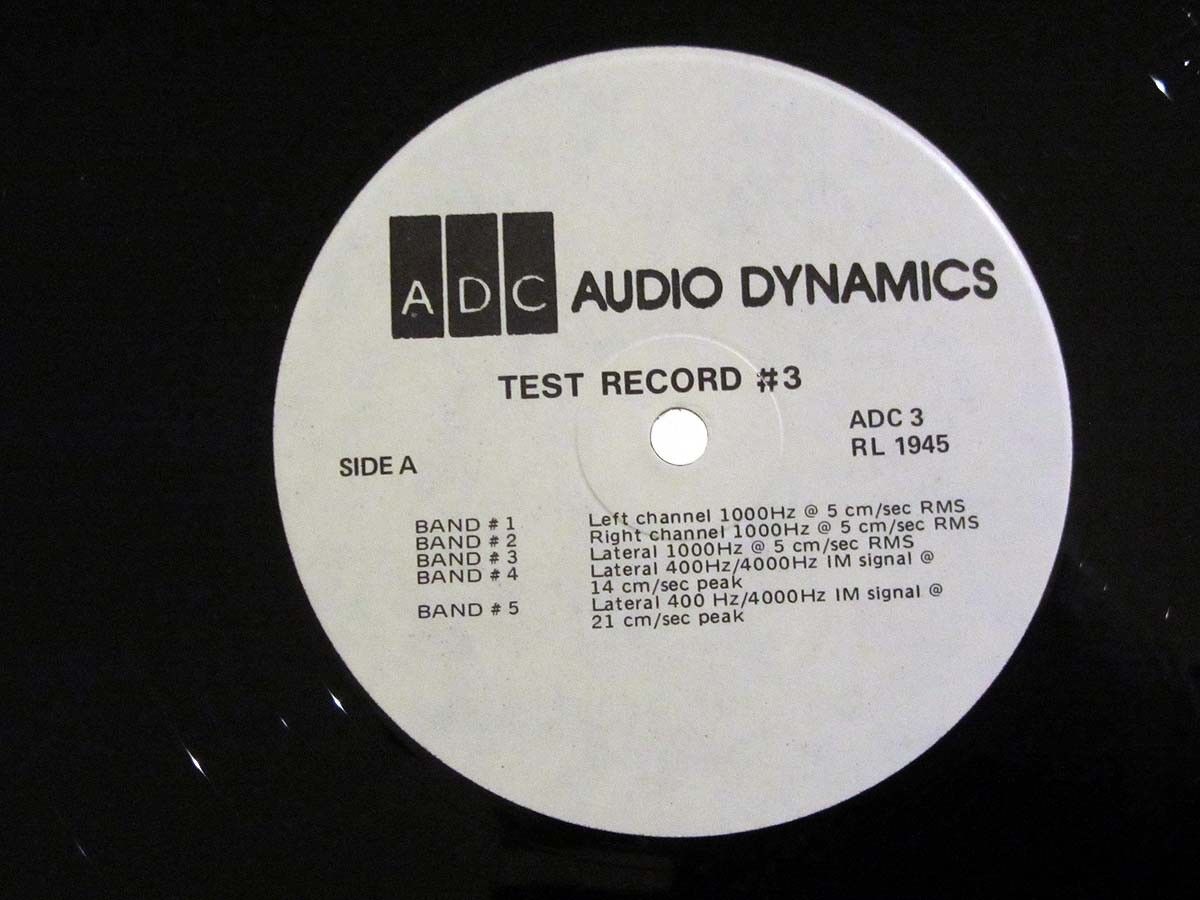 ADC AUDIO DYNAMICS
TEST RECORD #3
ADC 3
RL 1945
SIDE A
BAND # 1 Left channel 1000Hz @ 5 cm/sec RMS
BAND # 2 Right channel 1000Hz @ 5 cm/sec RMS
BAND # 3 Lateral 1000Hz @ 5 cm/sec RMS
BAND # 4 Lateral 400Hz/4000Hz IM signal @
14 cm/sec peak
BAND # 5 Lateral 400 Hz/4000Hz IM signal @
21 cm/sec peak